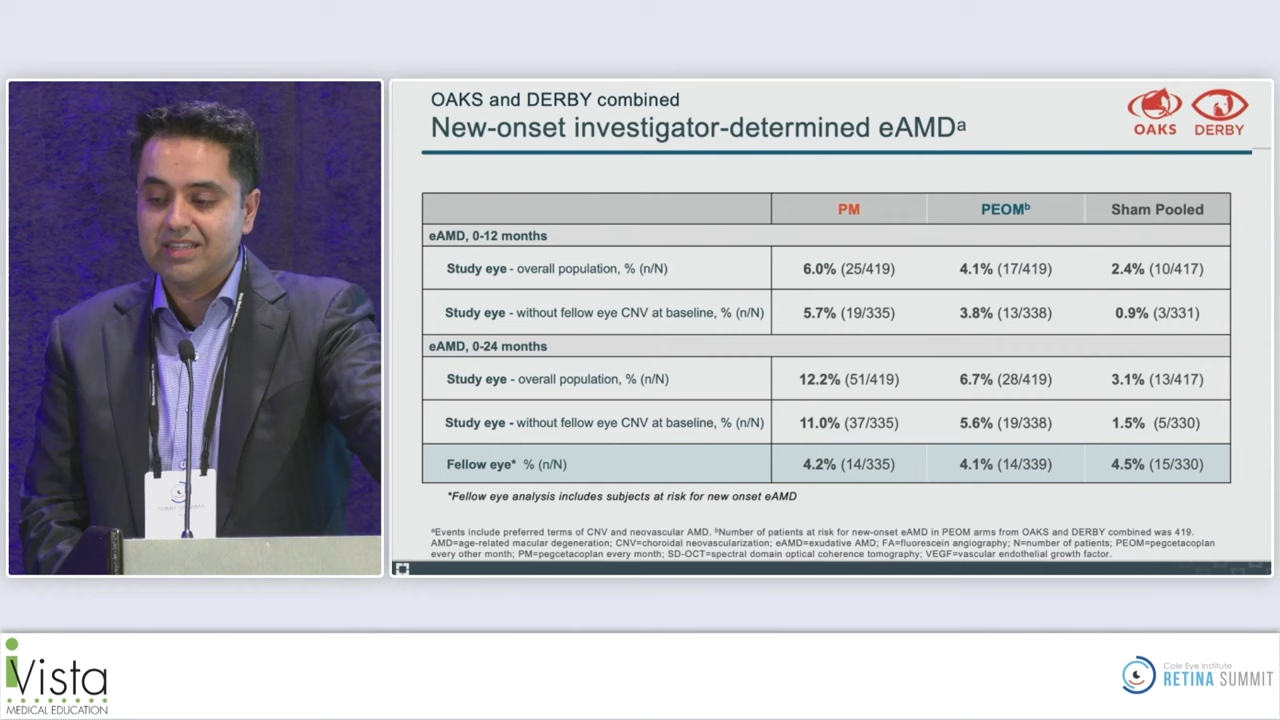 OAKS and DERBY combined
New-onset investigator-determined eAMDa
OAKS DERBY
PM PEOMb Sham Pooled
eAMD, 0-12 months
Study eye - overall population, % (n/N) 6.0% (25/419) 4.1% (17/419) 2.4% (10/417)
Study eye - without fellow eye CNV at baseline, % (n/N) 5.7% (19/335) 3.8% (13/338) 0.9% (3/331)
eAMD, 0-24 months
Study eye - overall population, % (n/N) 12.2% (51/419) 6.7% (28/419) 3.1% (13/417)
Study eye - without fellow eye CNV at baseline, % (n/N) 11.0% (37/335) 5.6% (19/338) 1.5% (5/330)
Fellow eye* % (n/N) 4.2% (14/335) 4.1% (14/339) 4.5% (15/330)
*Fellow eye analysis includes subjects at risk for new onset eAMD
aEvents include preferred terms of CNV and neovascular AMD. bNumber of patients at risk for new-onset eAMD in PEOM arms from OAKS and DERBY combined was 419.
AMD=age-related macular degeneration; CNV=choroidal neovascularization; eAMD=exudative AMD; FA=fluorescein angiography; N=number of patients; PEOM=pegcetacoplan
every other month; PM=pegcetacoplan every month; SD-OCT=spectral domain optical coherence tomography; VEGF=vascular endothelial growth factor.
iVista
MEDICAL EDUCATION
Cole Eye Institute
RETINA SUMMIT